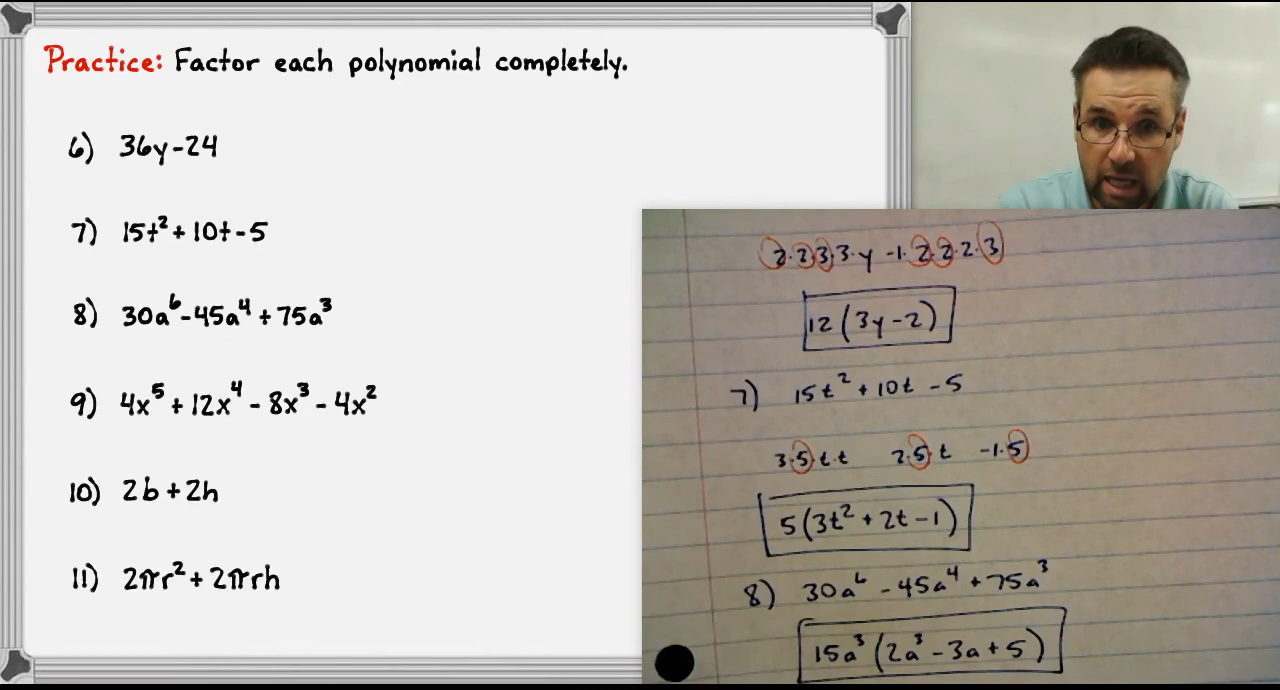 Practice: Factor each polynomial completely.
6) 36y-24
7) 15t² + 10t - 5
8) 30a⁶ - 45a⁴ + 75a³
9) 4x⁵ + 12x⁴ - 8x³ - 4x²
10) 2b + 2h
11) 2πr² + 2πrh
2·2·3·3·y -1·2·2·2·3
12(3y-2)
7) 15t² + 10t - 5
3·5·t·t 2·5·t -1·5
5(3t² + 2t - 1)
8) 30a⁶ - 45a⁴ + 75a³
15a³(2a³ - 3a + 5)